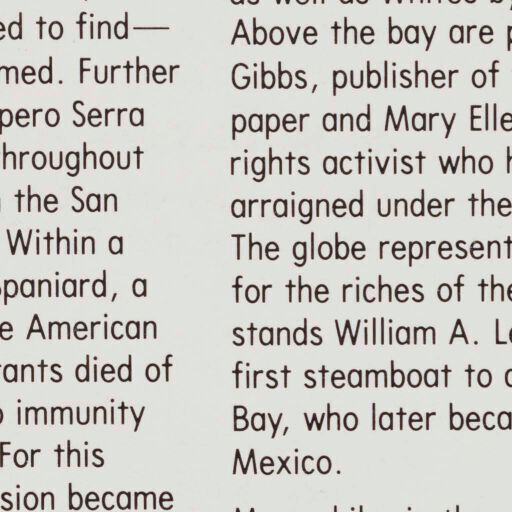 ed to find—
med. Further
pero Serra
hroughout
the San
Within a
paniard, a
e American
ants died of
immunity
For this
sion became
Above the bay are
Gibbs, publisher of
paper and Mary Elle
rights activist who
arraigned under the
The globe represent
for the riches of the
stands William A. Le
first steamboat to
Bay, who later beca
Mexico.